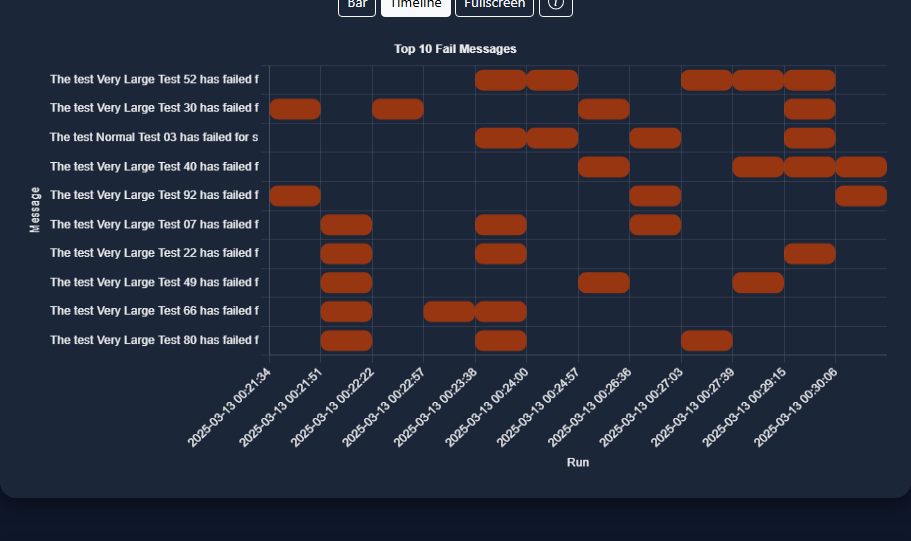 Bar Timeline Fullscreen
Top 10 Fail Messages
The test Very Large Test 52 has failed f
The test Very Large Test 30 has failed f
The test Normal Test 03 has failed for s
The test Very Large Test 40 has failed f
The test Very Large Test 92 has failed f
The test Very Large Test 07 has failed f
The test Very Large Test 22 has failed f
The test Very Large Test 49 has failed f
The test Very Large Test 66 has failed f
The test Very Large Test 80 has failed f
Message
2025-03-13 00:21:34
2025-03-13 00:21:51
2025-03-13 00:22:22
2025-03-13 00:22:57
2025-03-13 00:23:38
2025-03-13 00:24:00
2025-03-13 00:24:57
2025-03-13 00:26:36
2025-03-13 00:27:03
2025-03-13 00:27:39
2025-03-13 00:29:15
2025-03-13 00:30:06
Run